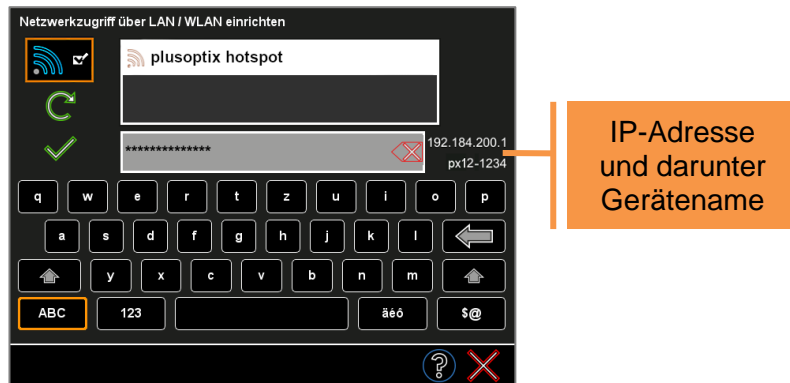 Netzwerkzugriff über LAN / WLAN einrichten
plusoptix hotspot
**************
192.184.200.1
px12-1234
IP-Adresse
und darunter
Gerätename
q w e r t z u i o p
a s d f g h j k l
y x c v b n m
ABC 123 äéô $@
?